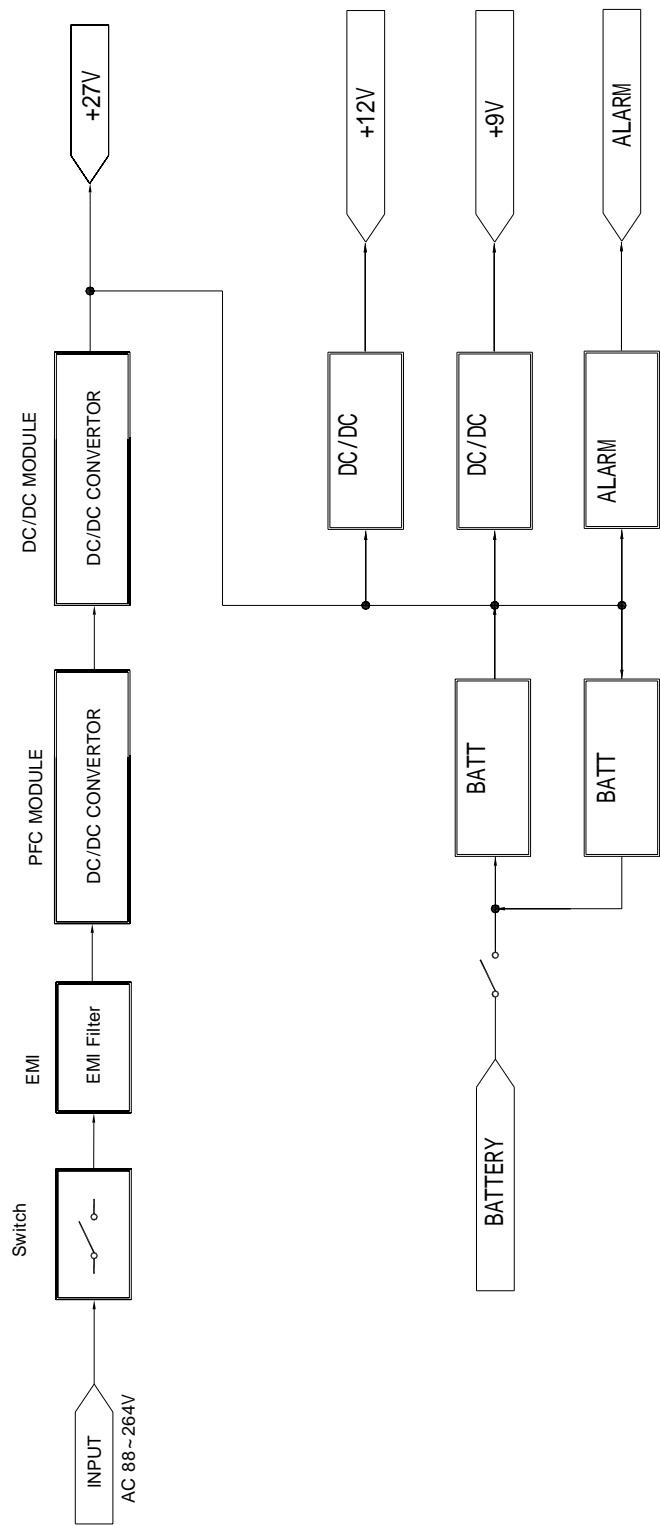 INPUT
AC 88~264V
Switch
EMI
EMI Filter
PFC MODULE
DC/DC CONVERTOR
DC/DC MODULE
DC/DC CONVERTOR
+27V
DC/DC
+12V
BATTERY
BATT
DC/DC
+9V
BATT
ALARM
ALARM